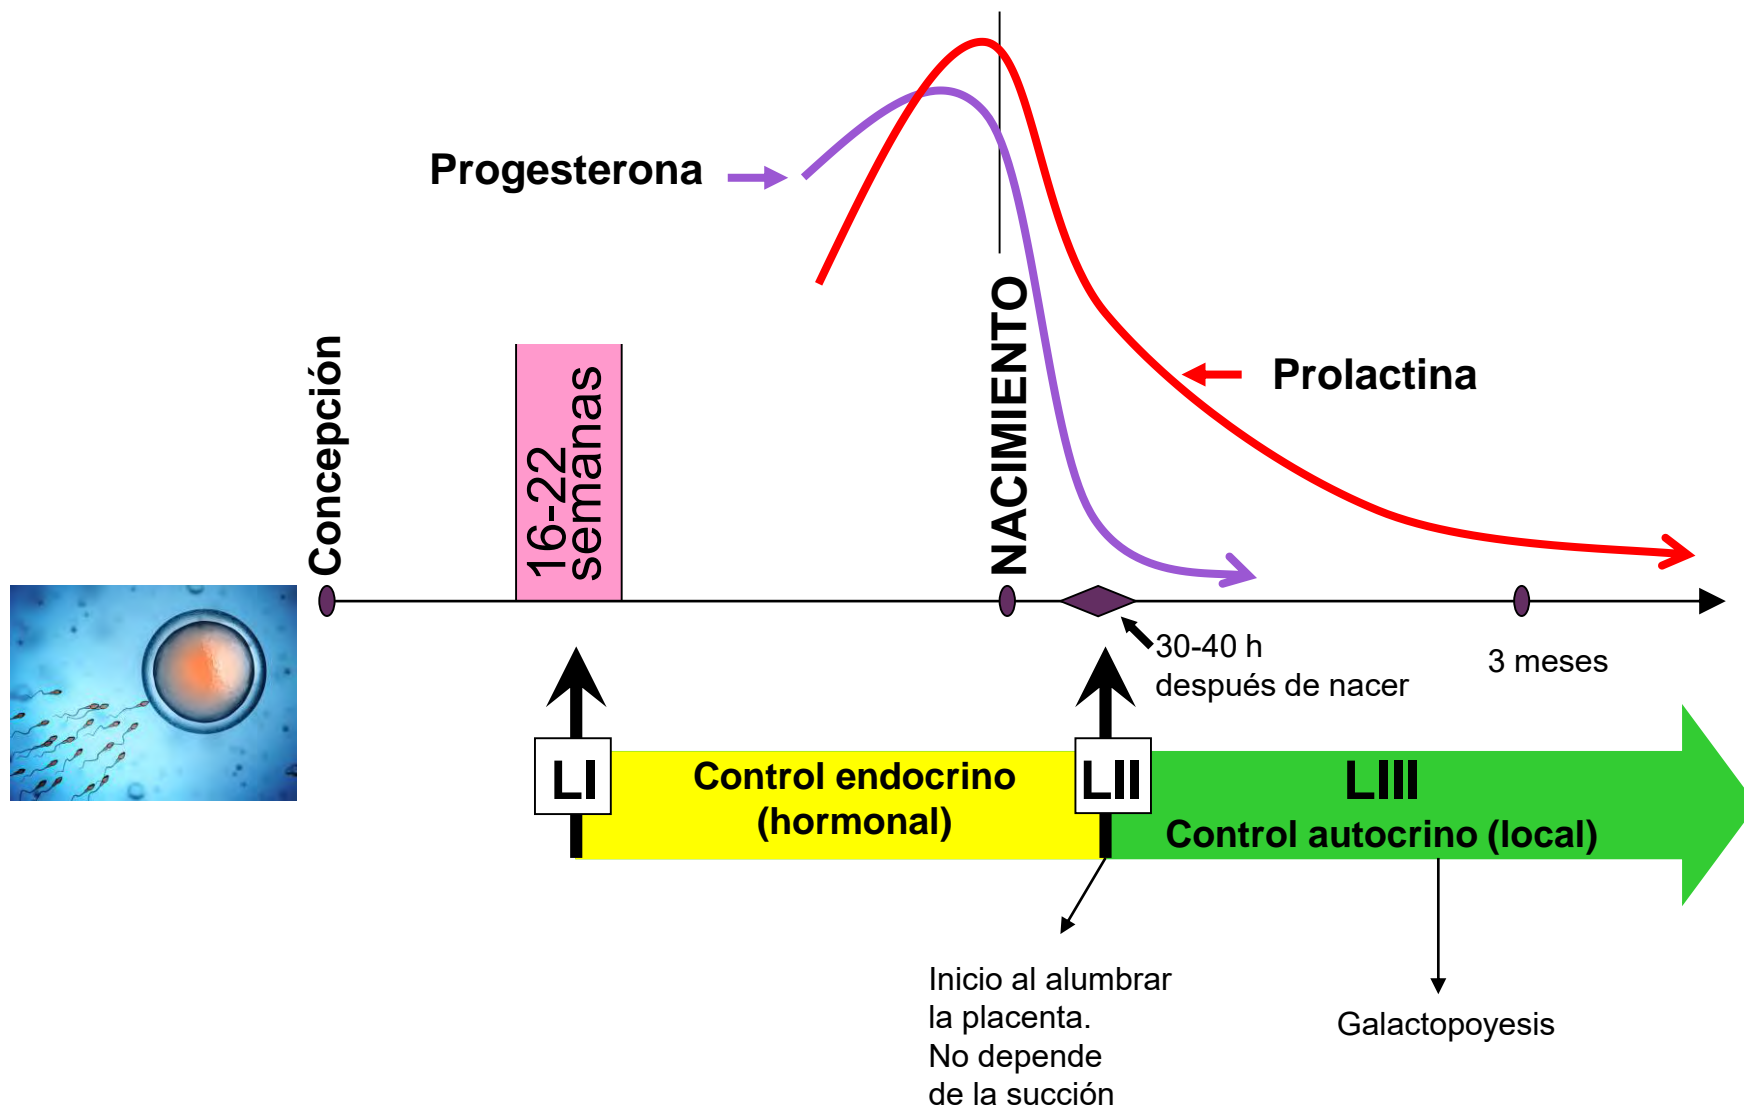 Progesterona
Prolactina
Concepción
16-22
semanas
NACIMIENTO
30-40 h
después de nacer
3 meses
LI
Control endocrino
(hormonal)
LII
LIII
Control autocrino (local)
Inicio al alumbrar
la placenta.
No depende
de la succión
Galactopoyesis